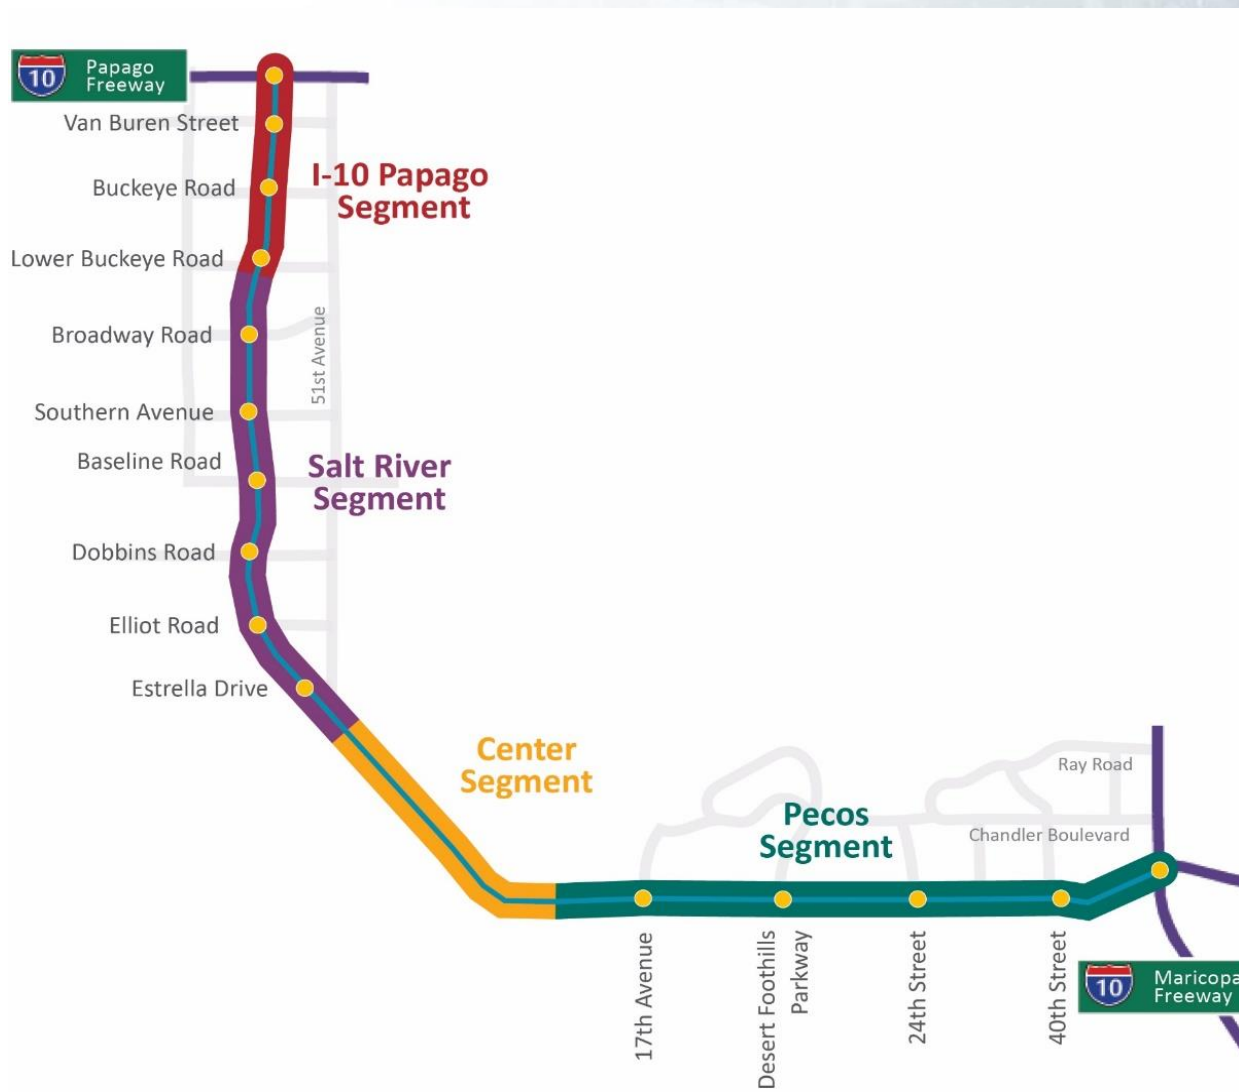 10
Papago
Freeway
Van Buren Street
Buckeye Road
I-10 Papago
Segment
Lower Buckeye Road
Broadway Road
51st Avenue
Southern Avenue
Baseline Road
Salt River
Segment
Dobbins Road
Elliot Road
Estrella Drive
Center
Segment
Ray Road
Pecos
Segment
Chandler Boulevard
17th Avenue
Desert Foothills
Parkway
24th Street
40th Street
10
Maricopa
Freeway